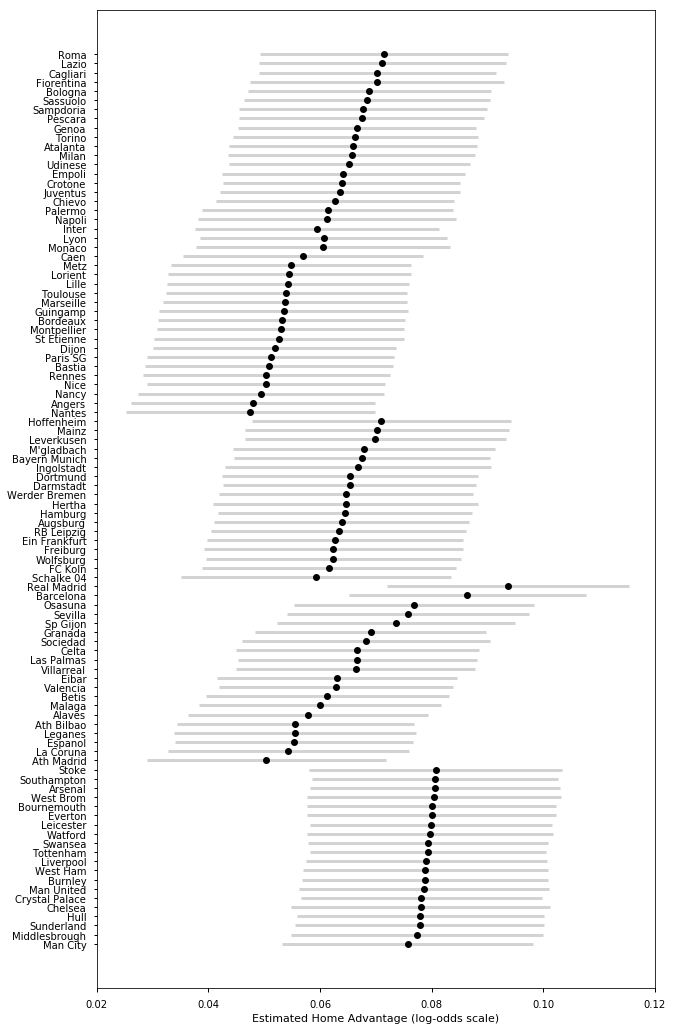 Roma
Lazio
Cagliari
Fiorentina
Bologna
Sassuolo
Sampdoria
Pescara
Genoa
Torino
Atalanta
Milan
Udinese
Empoli
Crotone
Juventus
Chievo
Palermo
Napoli
Inter
Lyon
Monaco
Caen
Metz
Lorient
Lille
Toulouse
Marseille
Guingamp
Bordeaux
Montpellier
St Etienne
Dijon
Paris SG
Bastia
Rennes
Nice
Nancy
Angers
Nantes
Hoffenheim
Mainz
Leverkusen
M'gladbach
Bayern Munich
Ingolstadt
Dortmund
Darmstadt
Werder Bremen
Hertha
Hamburg
Augsburg
RB Leipzig
Ein Frankfurt
Freiburg
Wolfsburg
FC Koln
Schalke 04
Real Madrid
Barcelona
Osasuna
Sevilla
Sp Gijon
Granada
Sociedad
Celta
Las Palmas
Villarreal
Eibar
Valencia
Betis
Malaga
Alaves
Ath Bilbao
Leganes
Espanol
La Coruna
Ath Madrid
Stoke
Southampton
Arsenal
West Brom
Bournemouth
Everton
Leicester
Watford
Swansea
Tottenham
Liverpool
West Ham
Burnley
Man United
Crystal Palace
Chelsea
Hull
Sunderland
Middlesbrough
Man City
0.02 0.04 0.06 0.08 0.10 0.12
Estimated Home Advantage (log-odds scale)